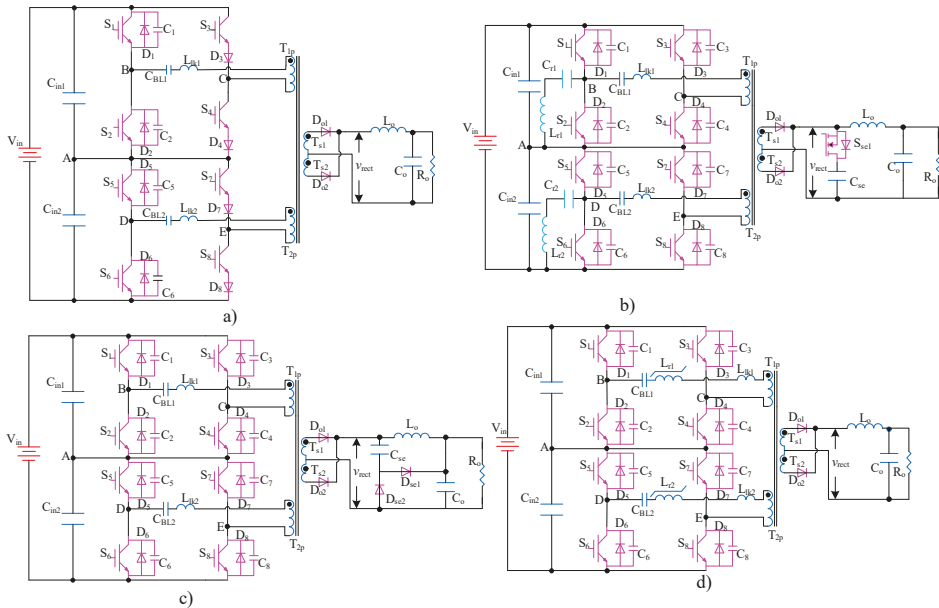 S1 C1 D1 S3 D3 T1p
B CBL1 Llk1 C
Cin1
S2 C2 D2 S4 D4
Vin A
Do1 Ts1 Ts2 Do2 vrect Lo Co Ro
D5 S5 C5 S7 D7
Cin2 CBL2 Llk2
D E T2p
D6 S6 C6 S8 D8
a)
S1 C1 D1 S3 C3 D3 T1p
Cin1 Cr1 B CBL1 Llk1 C
D2 S2 C2 D4 S4 C4
Lr1
Vin A
Do1 Ts1 Ts2 Do2 vrect Sse1 Cse Lo Co Ro
S5 C5 S7 C7
Cin2 Cr2 D5 Llk2 D7
D CBL2 E T2p
Lr2 D6 S6 C6 D8 S8 C8
b)
S1 C1 D1 S3 C3 D3 T1p
Cin1 B CBL1 Llk1 C
D2 S2 C2 D4 S4 C4
Vin A
Do1 Ts1 Ts2 Do2 vrect Cse Dse1 Dse2 Lo Co Ro
S5 C5 D5 S7 C7 D7
Cin2 D CBL2 Llk2 E T2p
D6 S6 C6 D8 S8 C8
c)
S1 C1 D1 S3 C3 D3 T1p
Cin1 B CBL1 Lr1 Llk1 C
D2 S2 C2 D4 S4 C4
Vin A
Do1 Ts1 Ts2 Do2 vrect Lo Co Ro
S5 C5 D5 S7 C7 D7
Cin2 D CBL2 Lr2 Llk2 E T2p
D6 S6 C6 D8 S8 C8
d)